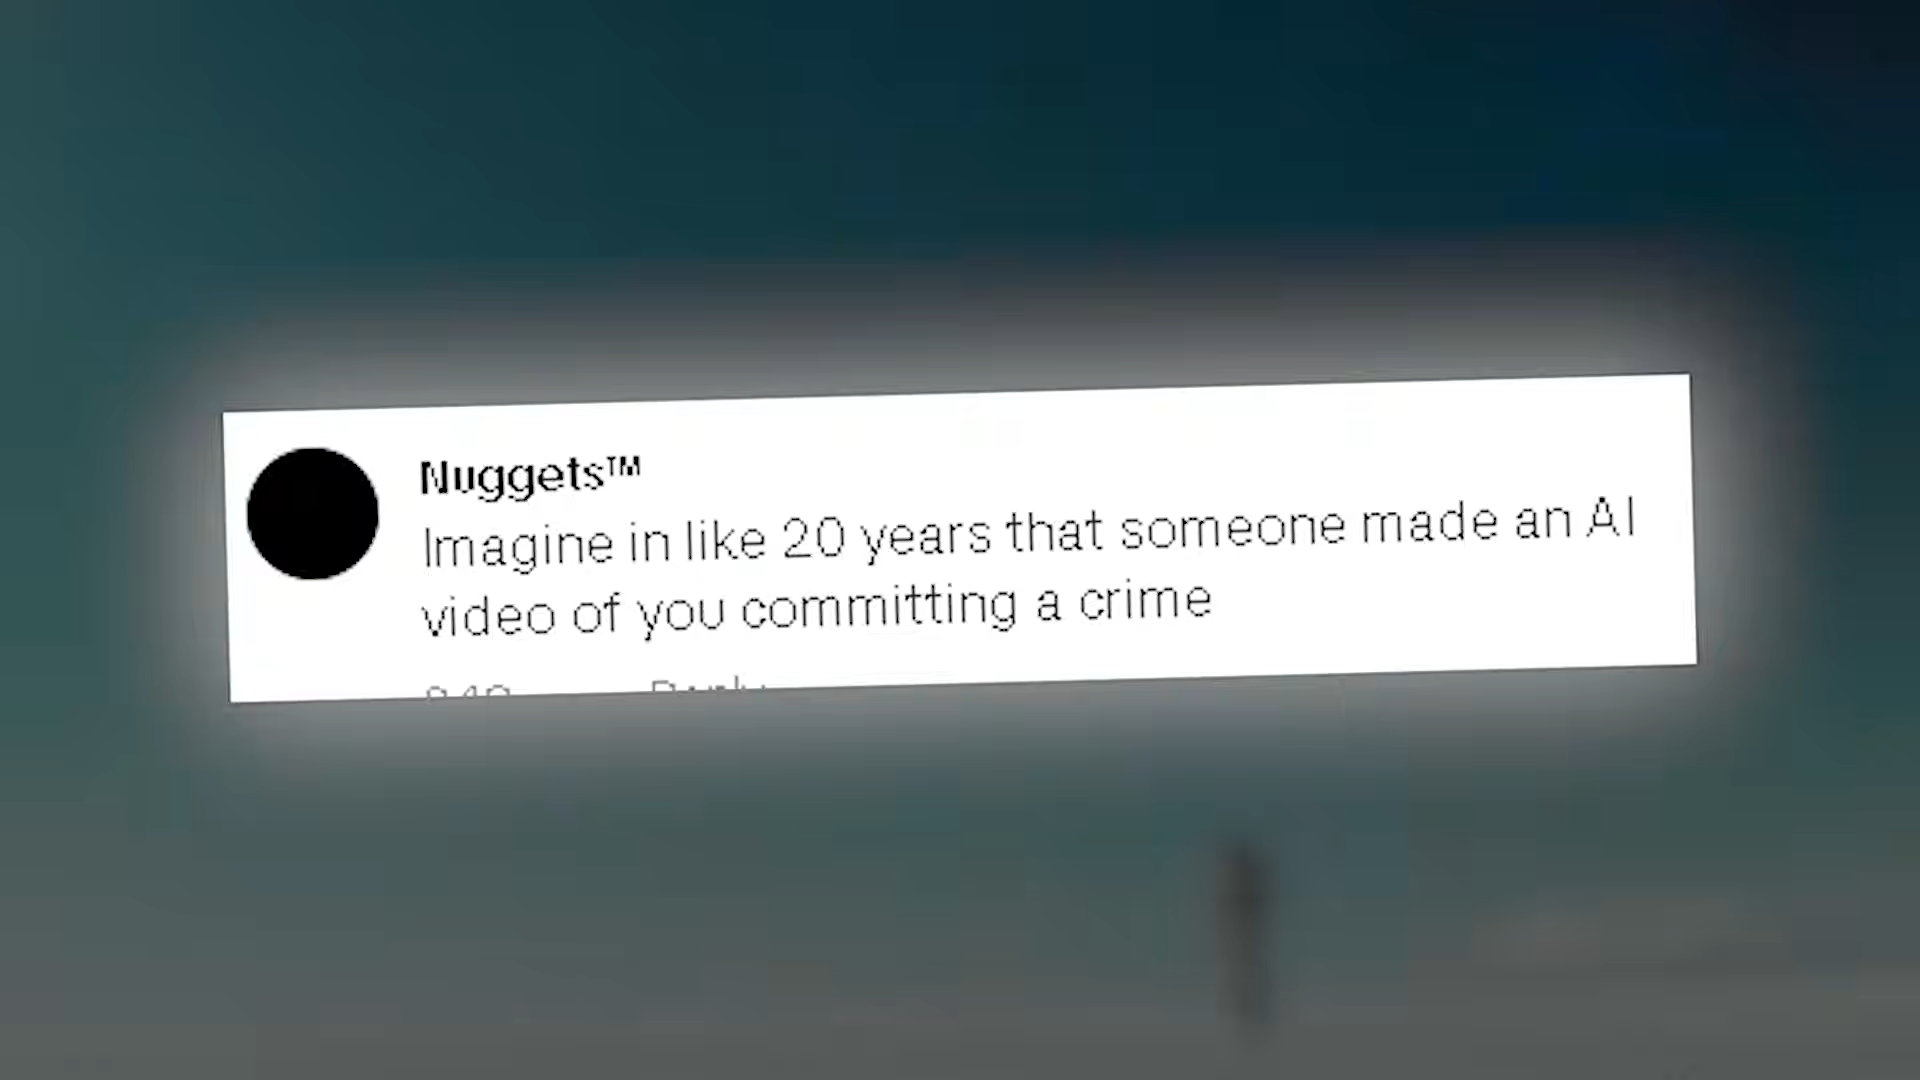 Nuggets™
Imagine in like 20 years that someone made an AI
video of you committing a crime